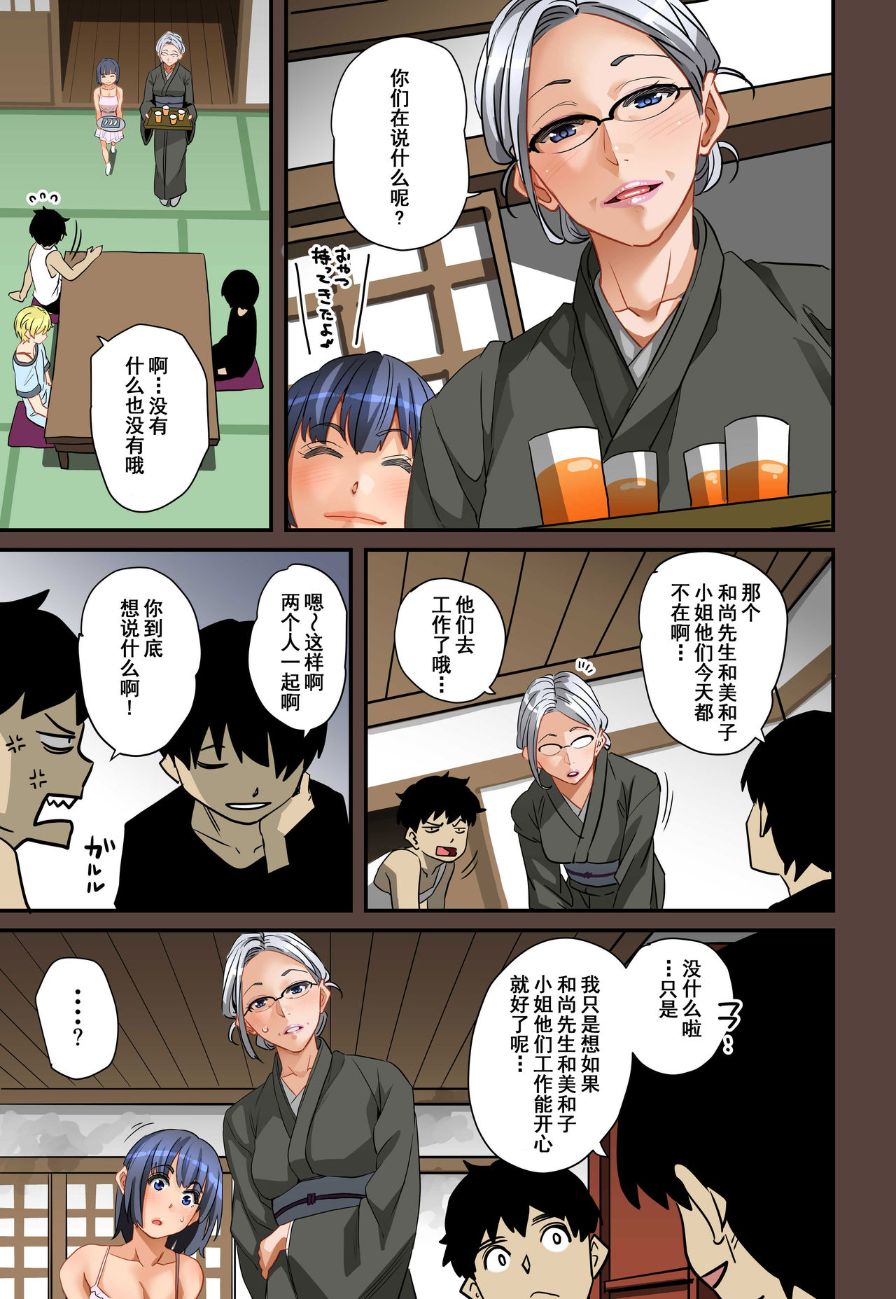 你们在说什么呢？
おやつ
持ってきたよ♥
啊…没有
什么也没有哦
那个
和尚先生和美和子
小姐他们今天都
不在啊…
他们去
工作了哦…
嗯～这样啊
两个人一起啊
你到底
想说什么啊！
ガルル
没什么啦
…只是
我只是想如果
和尚先生和美和子
小姐他们工作能开心
就好了呢…
…‥？